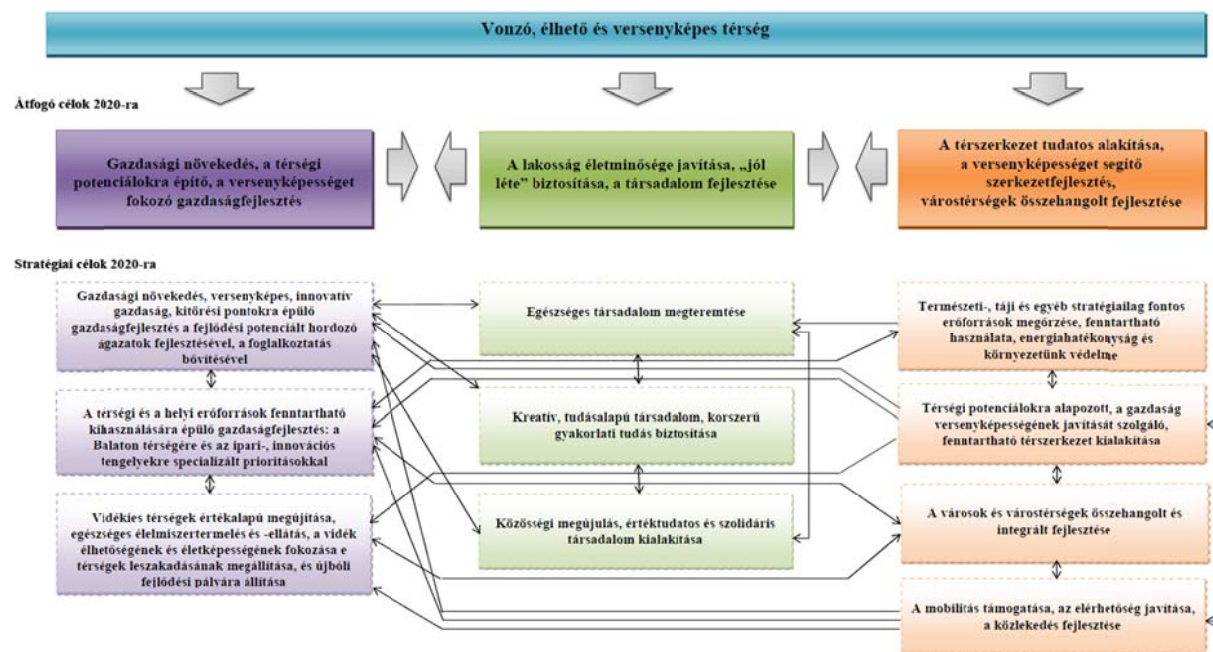 Vonzó, élhető és versenyképes térség
Átfogó célok 2020-ra
Gazdasági növekedés, a térségi
potenciálokra építő, a versenyképességet
fokozó gazdaságfejlesztés
A lakosság életminősége javítása, „jól
léte” biztosítása, a társadalom fejlesztése
A térszerkezet tudatos alakítása,
a versenyképességet segítő
szerkezetfejlesztés,
várostérségek összehangolt fejlesztése
Stratégiai célok 2020-ra
Gazdasági növekedés, versenyképes, innovatív
gazdaság, kitörési pontokra épülő
gazdaságfejlesztés a fejlődési potenciált hordozó
ágazatok fejlesztésével, a foglalkoztatás
bővítésével
Egészséges társadalom megteremtése
Természeti-, táji és egyéb stratégiailag fontos
erőforrások megőrzése, fenntartható
használata, energiahatékonyság és
környezetünk védelme
A térségi és a helyi erőforrások fenntartható
kihasználására épülő gazdaságfejlesztés: a
Balaton térségére és az ipari-, innovációs
tengelyekre specializált prioritásokkal
Kreatív, tudásalapú társadalom, korszerű
gyakorlati tudás biztosítása
Térségi potenciálokra alapozott, a gazdaság
versenyképességének javítását szolgáló,
fenntartható térszerkezet kialakítása
Vidékies térségek értékalapú megújítása,
egészséges élelmiszertermelés és -ellátás, a vidék
élhetőségének és életképességének fokozása e
térségek leszakadásának megállítása, és újbóli
fejlődési pályára állítása
Közösségi megújulás, értéktudatos és szolidáris
társadalom kialakítása
A városok és várostérségek összehangolt és
integrált fejlesztése
A mobilitás támogatása, az elérhetőség javítása,
a közlekedés fejlesztése